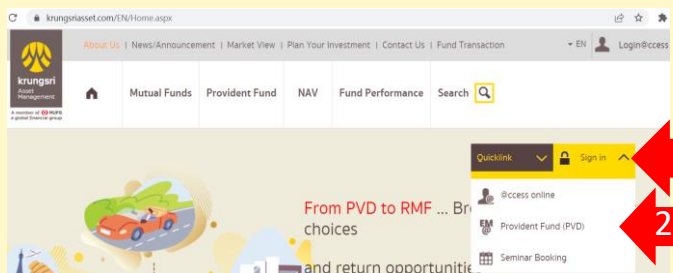 krungsriasset.com/EN/Home.aspx
About Us | News/Announcement | Market View | Plan Your Investment | Contact Us | Fund Transaction
EN
Login@ccess
krungsri
Asset
Management
A member of MUFG
a global financial group
Mutual Funds
Provident Fund
NAV
Fund Performance
Search
Quicklink
Sign in
@ccess online
Provident Fund (PVD)
2
Seminar Booking
From PVD to RMF ...
choices
and return opportunities